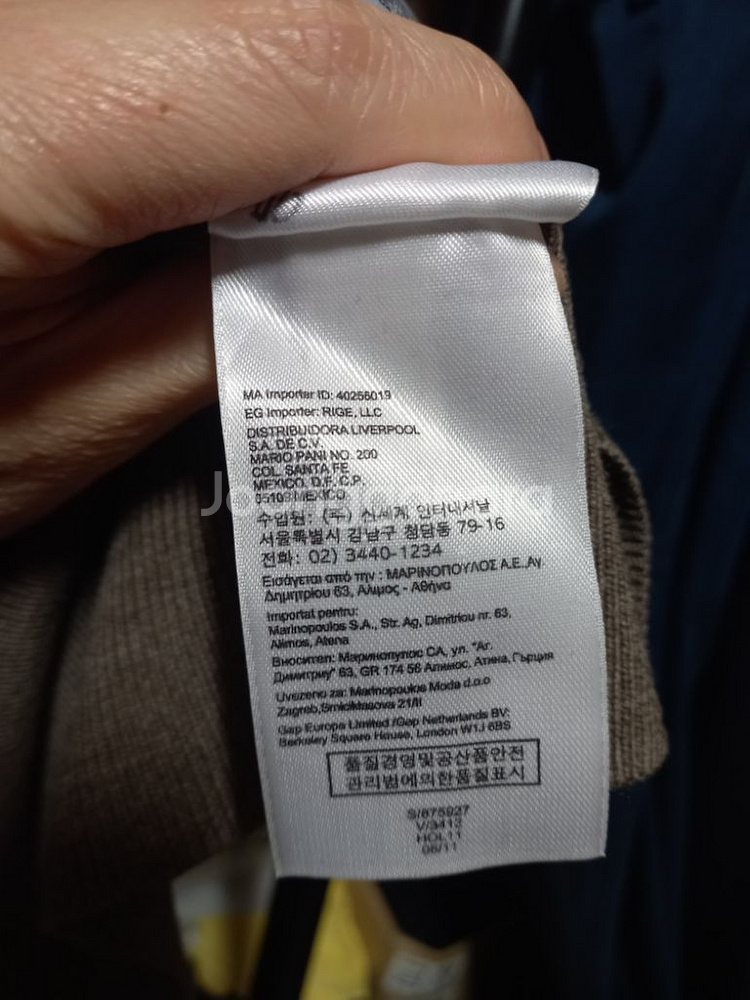 MA Importer ID: 40256019
EG Importer: RIGE, LLC
DISTRIBUIDORA LIVERPOOL
S.A. DE C.V.
MARIO PANI NO. 200
COL. SANTA FE
MEXICO, D.F. C.P.
05109 MEXICO
수입원: (주) 신세계 인터내셔날
서울특별시 강남구 청담동 79-16
전화: 02) 3440-1234
Εισάγεται από την : ΜΑΡΙΝΟΠΟΥΛΟΣ Α.Ε. Αγ.
Δημητρίου 63, Αλιμος - Αθήνα
Importat pentru:
Marinopoulos S.A., Str. Ag, Dimitriou nr. 63,
Alimos, Atena
Вносител: Маринопулос СА, ул. "Аг.
Димитриу" 63, GR 174 56 Алимос, Атина, Гърция
Uvezeno za: Marinopoulos Moda d.o.o
Zagreb, Smiciklasova 21/II
Gap Europe Limited /Gap Netherlands BV:
Berkeley Square House, London W1J 6BS
품질경영및공산품안전
관리법에의한품질표시
S/875927
V/3412
HOL11
08/11